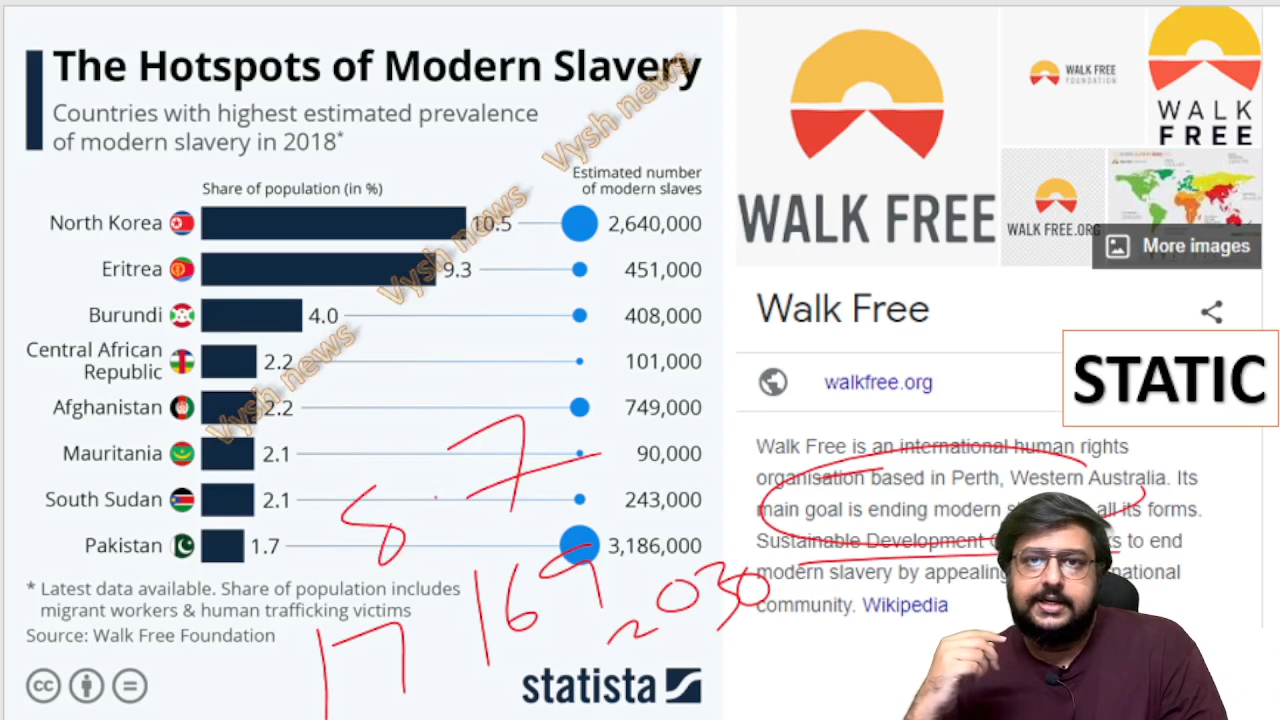 The Hotspots of Modern Slavery
Countries with highest estimated prevalence
of modern slavery in 2018*
Share of population (in %)
Estimated number
of modern slaves
North Korea 10.5 2,640,000
Eritrea 9.3 451,000
Burundi 4.0 408,000
Central African
Republic 2.2 101,000
Afghanistan 2.2 749,000
Mauritania 2.1 90,000
South Sudan 2.1 243,000
Pakistan 1.7 3,186,000
* Latest data available. Share of population includes
migrant workers & human trafficking victims
Source: Walk Free Foundation
cc
statista
Vysh news
Vysh news
Vysh news
8 7
17 169
2030
WALK FREE
WALK FREE
FOUNDATION
WALK
FREE
WALK FREE.ORG
More images
Walk Free
walkfree.org
STATIC
Walk Free is an international human rights
organisation based in Perth, Western Australia. Its
main goal is ending modern all its forms.
Sustainable Development to end
modern slavery by appealing
community. Wikipedia